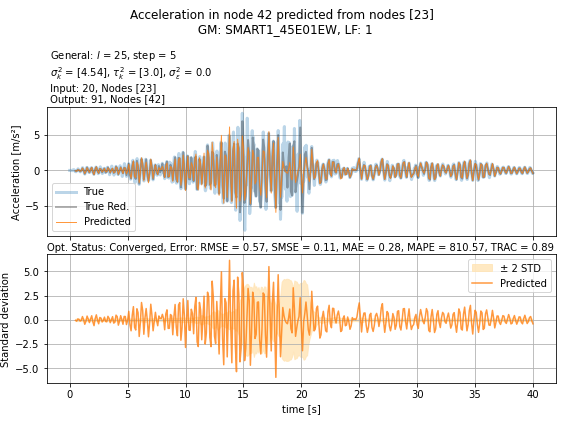 Acceleration in node 42 predicted from nodes [23]
GM: SMART1_45E01EW, LF: 1
General: l = 25, step = 5
σ²ₖ = [4.54], τ²ₖ = [3.0], σ²ε = 0.0
Input: 20, Nodes [23]
Output: 91, Nodes [42]
Acceleration [m/s²]
5
0
−5
True
True Red.
Predicted
Opt. Status: Converged, Error: RMSE = 0.57, SMSE = 0.11, MAE = 0.28, MAPE = 810.57, TRAC = 0.89
Standard deviation
5.0
2.5
0.0
−2.5
−5.0
± 2 STD
Predicted
0 5 10 15 20 25 30 35 40
time [s]